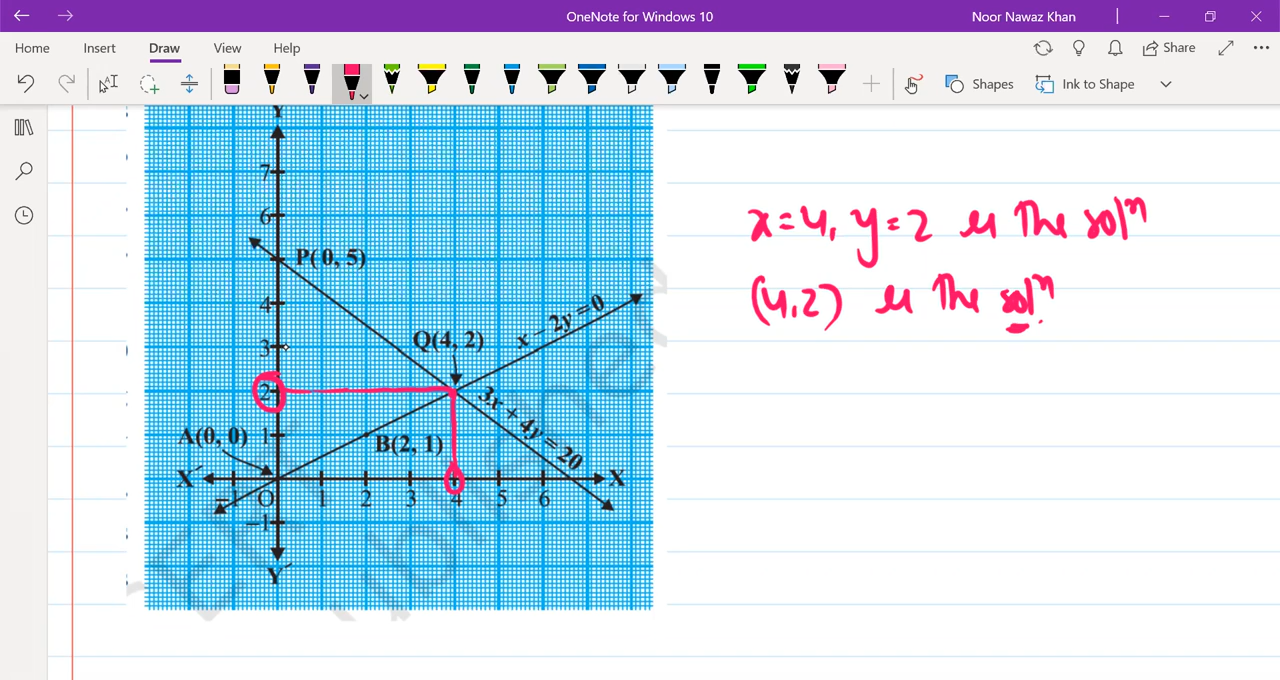 OneNote for Windows 10
Noor Nawaz Khan
Home Insert Draw View Help
Share
Shapes
Ink to Shape
Y
7
6
P(0, 5)
4
3
2
1
Q(4, 2)
x − 2y = 0
3x + 4y = 20
A(0, 0)
B(2, 1)
X′
X
−1 O 1 2 3 4 5 6
−1
Y′
x=4, y=2 is the solⁿ
(4,2) is the solⁿ.